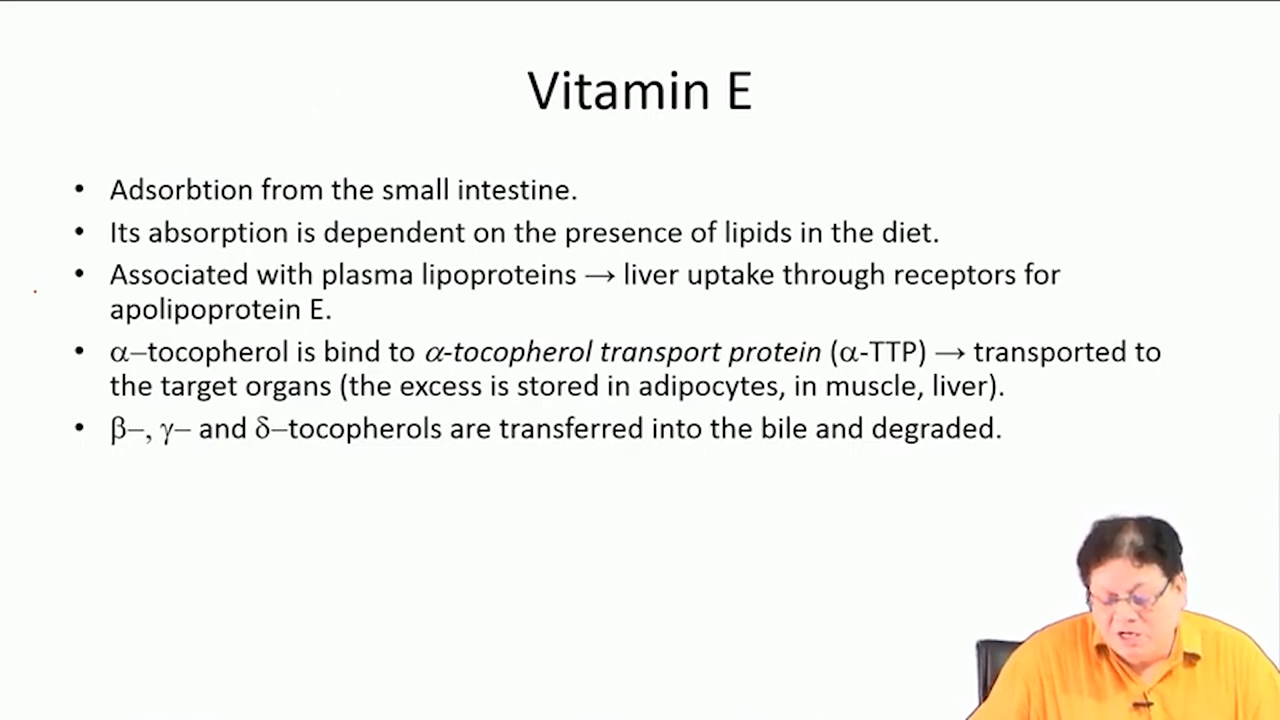 Vitamin E
• Adsorbtion from the small intestine.
• Its absorption is dependent on the presence of lipids in the diet.
• Associated with plasma lipoproteins → liver uptake through receptors for
apolipoprotein E.
• α–tocopherol is bind to α-tocopherol transport protein (α-TTP) → transported to
the target organs (the excess is stored in adipocytes, in muscle, liver).
• β–, γ– and δ–tocopherols are transferred into the bile and degraded.